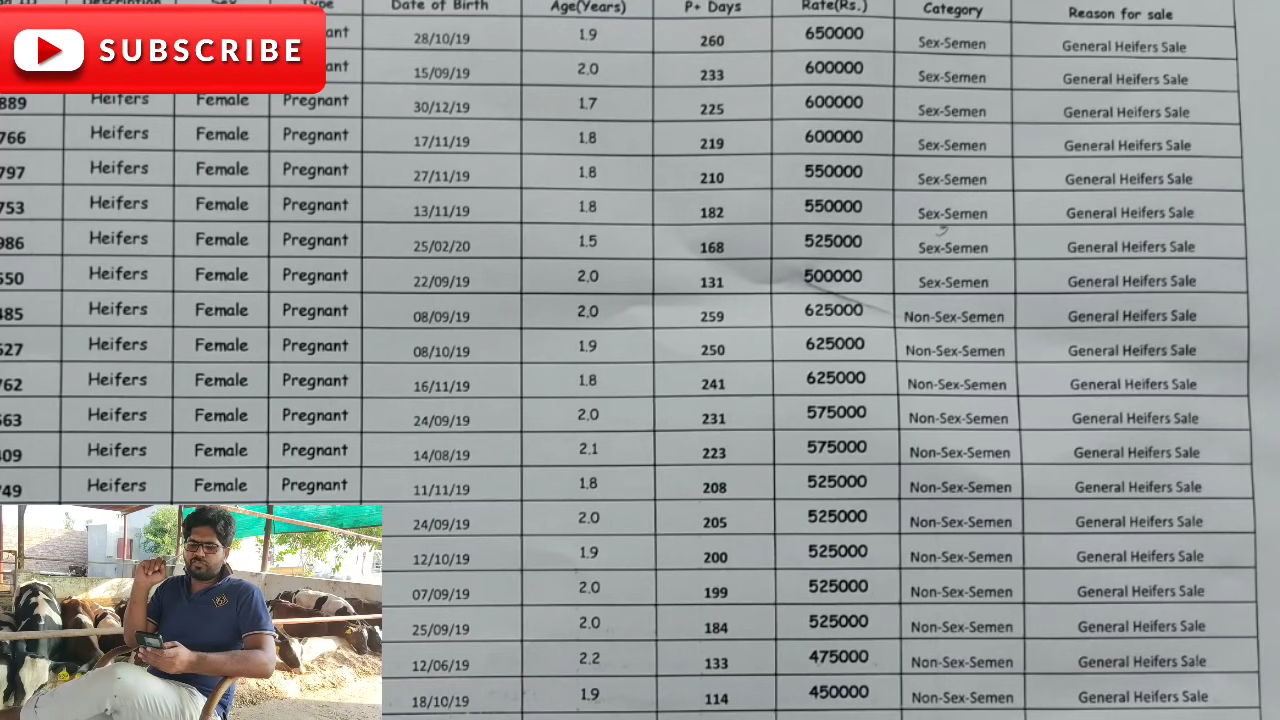 SUBSCRIBE
Description Sex Type Date of Birth Age(Years) P+ Days Rate(Rs.) Category Reason for sale
28/10/19 1.9 260 650000 Sex-Semen General Heifers Sale
15/09/19 2.0 233 600000 Sex-Semen General Heifers Sale
889 Heifers Female Pregnant 30/12/19 1.7 225 600000 Sex-Semen General Heifers Sale
766 Heifers Female Pregnant 17/11/19 1.8 219 600000 Sex-Semen General Heifers Sale
797 Heifers Female Pregnant 27/11/19 1.8 210 550000 Sex-Semen General Heifers Sale
753 Heifers Female Pregnant 13/11/19 1.8 182 550000 Sex-Semen General Heifers Sale
986 Heifers Female Pregnant 25/02/20 1.5 168 525000 Sex-Semen General Heifers Sale
Heifers Female Pregnant 22/09/19 2.0 131 500000 Sex-Semen General Heifers Sale
485 Heifers Female Pregnant 08/09/19 2.0 259 625000 Non-Sex-Semen General Heifers Sale
Heifers Female Pregnant 08/10/19 1.9 250 625000 Non-Sex-Semen General Heifers Sale
762 Heifers Female Pregnant 16/11/19 1.8 241 625000 Non-Sex-Semen General Heifers Sale
Heifers Female Pregnant 24/09/19 2.0 231 575000 Non-Sex-Semen General Heifers Sale
409 Heifers Female Pregnant 14/08/19 2.1 223 575000 Non-Sex-Semen General Heifers Sale
749 Heifers Female Pregnant 11/11/19 1.8 208 525000 Non-Sex-Semen General Heifers Sale
24/09/19 2.0 205 525000 Non-Sex-Semen General Heifers Sale
12/10/19 1.9 200 525000 Non-Sex-Semen General Heifers Sale
07/09/19 2.0 199 525000 Non-Sex-Semen General Heifers Sale
25/09/19 2.0 184 525000 Non-Sex-Semen General Heifers Sale
12/06/19 2.2 133 475000 Non-Sex-Semen General Heifers Sale
18/10/19 1.9 114 450000 Non-Sex-Semen General Heifers Sale